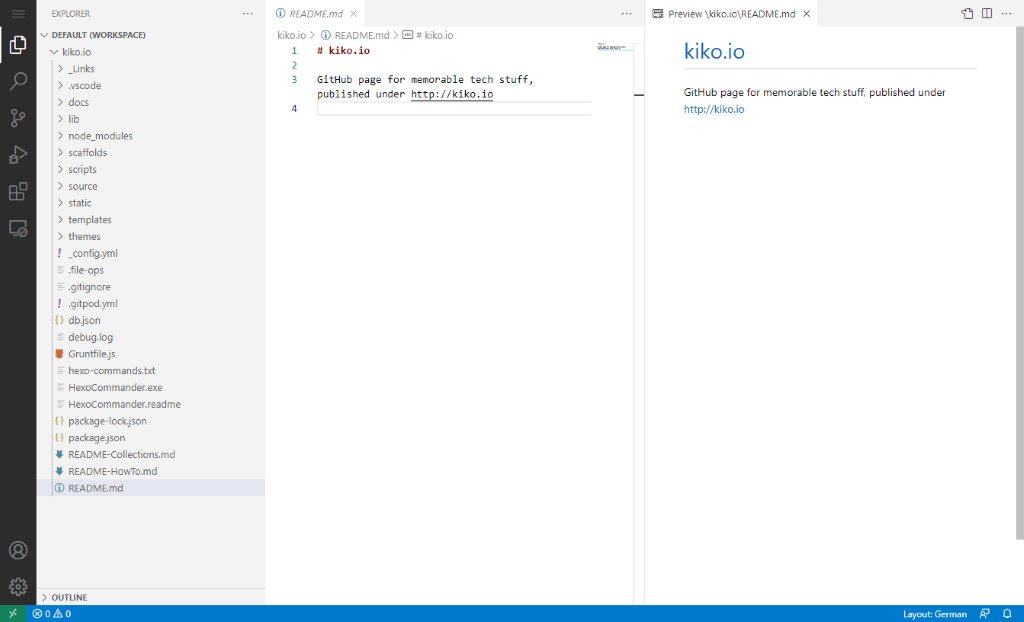 EXPLORER
DEFAULT (WORKSPACE)
kiko.io
_Links
.vscode
docs
lib
node_modules
scaffolds
scripts
source
static
templates
themes
_config.yml
.file-ops
.gitignore
.gitpod.yml
db.json
debug.log
Gruntfile.js
hexo-commands.txt
HexoCommander.exe
HexoCommander.readme
package-lock.json
package.json
README-Collections.md
README-HowTo.md
README.md
OUTLINE
README.md
kiko.io > README.md > # kiko.io
1 # kiko.io
2
3 GitHub page for memorable tech stuff,
published under http://kiko.io
4
Preview \kiko.io\README.md
kiko.io
GitHub page for memorable tech stuff, published under
http://kiko.io
0 0
Layout: German